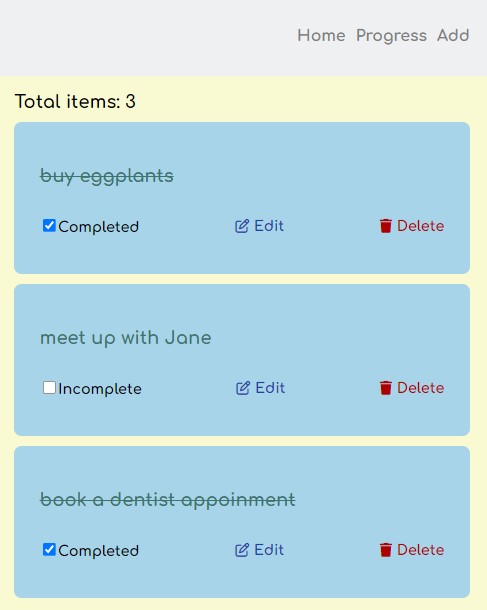 Home Progress Add
Total items: 3
buy eggplants
Completed Edit Delete
meet up with Jane
Incomplete Edit Delete
book a dentist appoinment
Completed Edit Delete